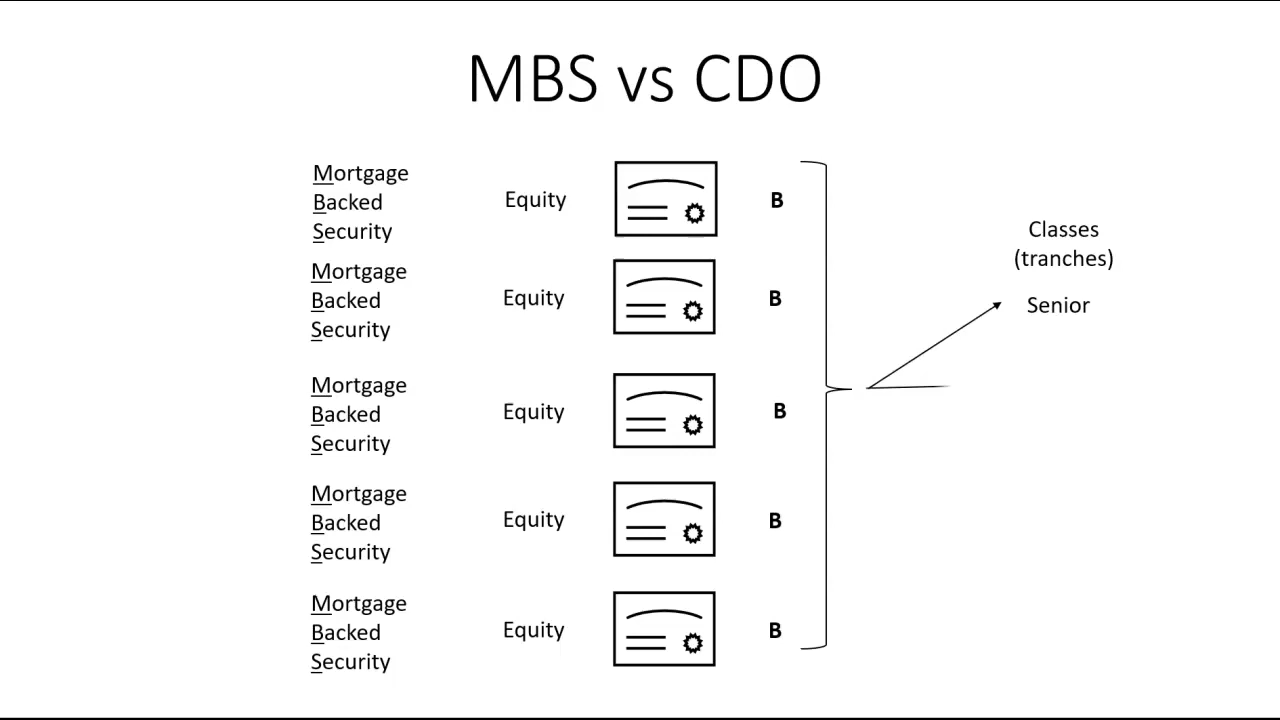 MBS vs CDO
Mortgage
Backed
Security
Equity
B
Mortgage
Backed
Security
Equity
B
Mortgage
Backed
Security
Equity
B
Mortgage
Backed
Security
Equity
B
Mortgage
Backed
Security
Equity
B
Classes
(tranches)
Senior